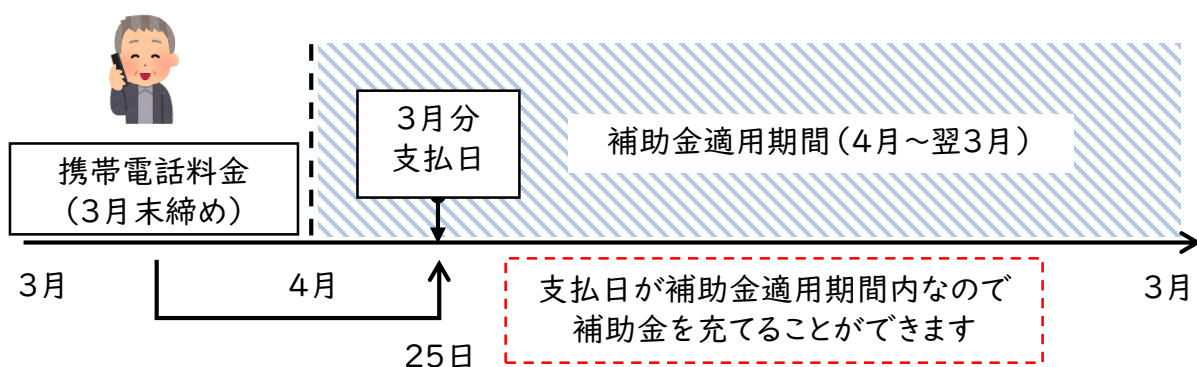 3月分
支払日
補助金適用期間(4月～翌3月)
携帯電話料金
(3月末締め)
3月
4月
3月
25日
支払日が補助金適用期間内なので
補助金を充てることができます